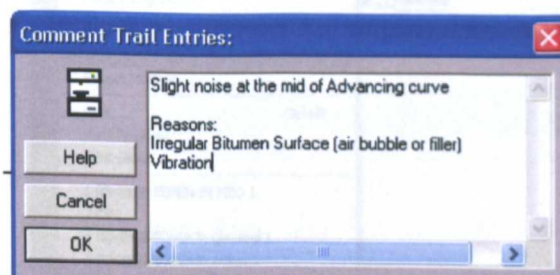 Comment Trail Entries:
Slight noise at the mid of Advancing curve
Reasons:
Irregular Bitumen Surface (air bubble or filler)
Vibration
Help
Cancel
OK